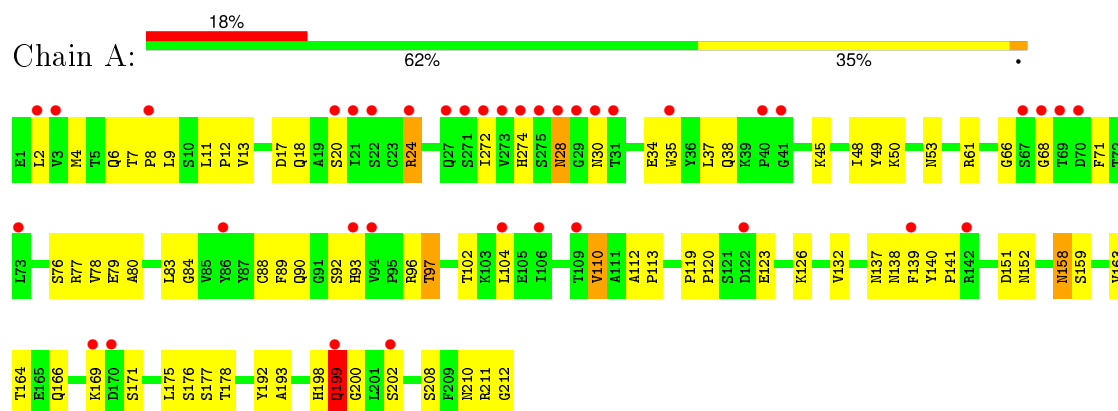 18%
Chain A:
62% 35% •
E1 L2 V3 M4 T5 Q6 T7 P8 L9 S10 L11 P12 V13 D17 Q18 A19 S20 I21 S22 C23 R24 Q27 S271 I272 V273 H274 S275 N28 G29 N30 T31 E34 W35 Y36 L37 Q38 K39 P40 G41 K45 I48 Y49 K50 N53 R61 G66 S67 G68 T69 D70 F71 T72
L73 S76 R77 V78 E79 A80 L83 G84 V85 Y86 Y87 C88 F89 Q90 G91 S92 H93 V94 P95 R96 T97 T102 K103 L104 E105 I106 T109 V110 A111 A112 P113 P119 P120 S121 D122 E123 K126 V132 N137 N138 F139 Y140 P141 R142 D151 N152 N158 S159 V163
T164 E165 Q166 K169 D170 S171 L175 S176 S177 T178 Y192 A193 H198 Q199 G200 L201 S202 S208 F209 N210 R211 G212